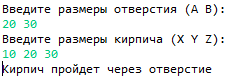 Введите размеры отверстия (A B):
20 30
Введите размеры кирпича (X Y Z):
10 20 30
Кирпич пройдет через отверстие